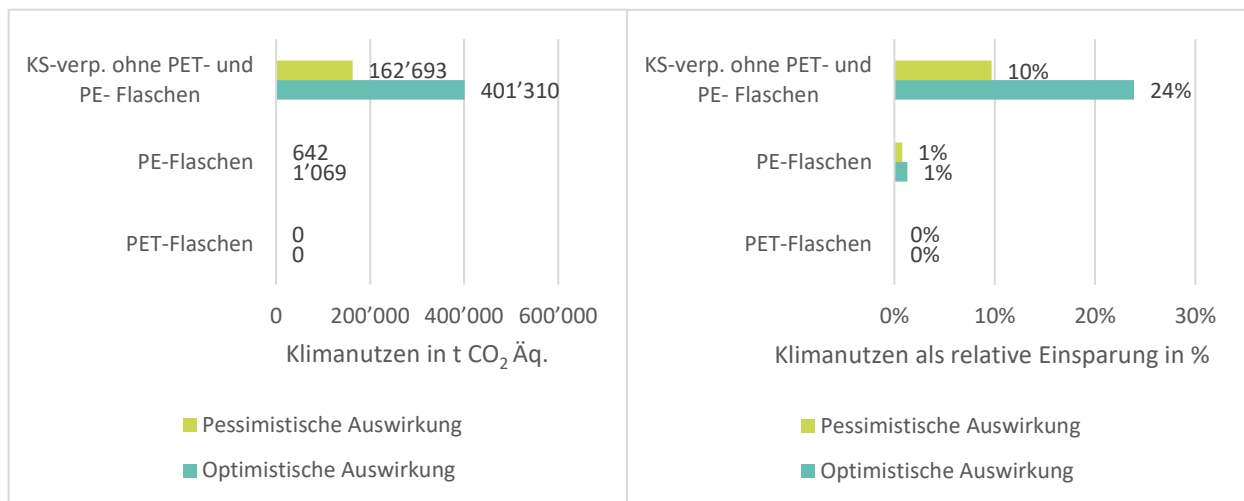 KS-verp. ohne PET- und
PE- Flaschen
162’693
401’310
PE-Flaschen
642
1’069
PET-Flaschen
0
0
0
200’000
400’000
600’000
Klimanutzen in t CO₂ Äq.
Pessimistische Auswirkung
Optimistische Auswirkung
KS-verp. ohne PET- und
PE- Flaschen
10%
24%
PE-Flaschen
1%
1%
PET-Flaschen
0%
0%
0%
10%
20%
30%
Klimanutzen als relative Einsparung in %
Pessimistische Auswirkung
Optimistische Auswirkung